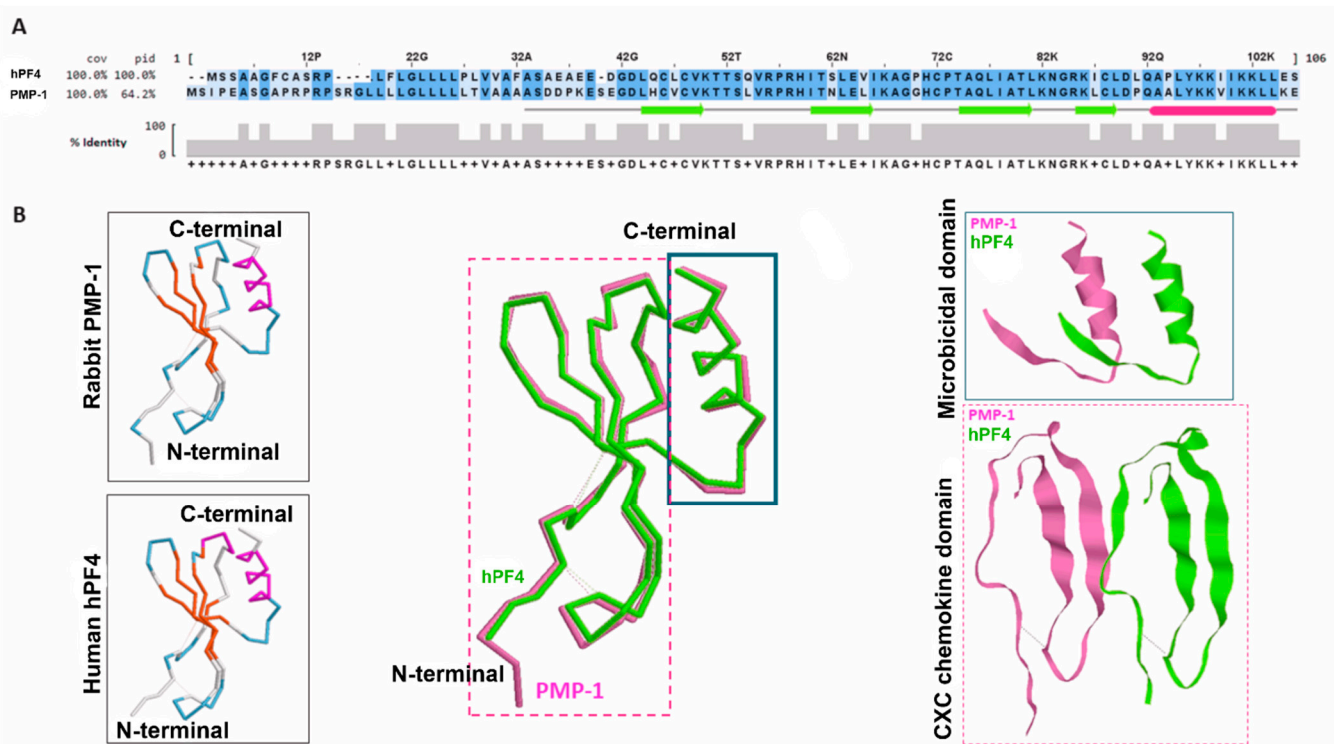 A
cov pid 1 [ 12P 22G 32A 42G 52T 62N 72C 82K 92Q 102K ] 106
hPF4 100.0% 100.0% --MSSAAGFCASRP----LFLGLLLLPLVVAFASAEAEE-DGDLQCLCVKTTSQVRPRHITSLEVIKAGPHCPTAQLIATLKNGRKICLDLQAPLYKKIIKKLLES
PMP-1 100.0% 64.2% MSIPEASGAPRPRPSRGLLLLGLLLLLTVAAAASDDPKESEGDLHCVCVKTTSLVRPRHITNLELIKAGGHCPTAQLIATLKNGRKLCLDPQAALYKKVIKKLLKE
100
% Identity
0
+++++A+G++++RPSRGLL+LGLLLL++V+A+AS++++ES+GDL+C+CVKTTS+VRPRHIT+LE+IKAG+HCPTAQLIATLKNGRK+CLD+QA+LYKK+IKKLL++
B
Rabbit PMP-1
C-terminal
N-terminal
Human hPF4
C-terminal
N-terminal
C-terminal
hPF4
N-terminal
PMP-1
Microbicidal domain
PMP-1
hPF4
CXC chemokine domain
PMP-1
hPF4